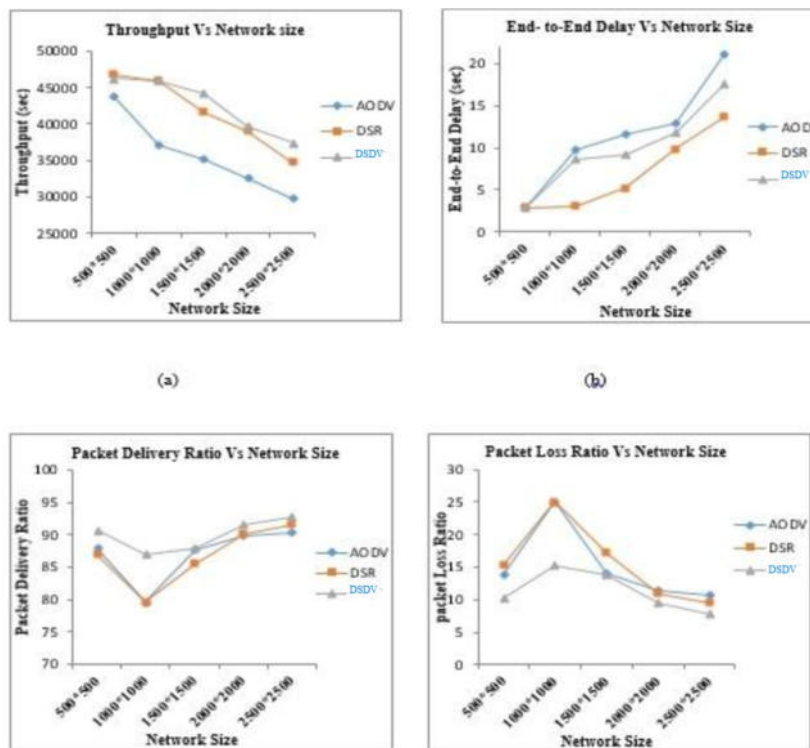 Throughput Vs Network size
50000
45000
40000
35000
30000
25000
Throughput (sec)
500*500
1000*1000
1500*1500
2000*2000
2500*2500
Network Size
AODV
DSR
DSDV
(a)
End- to-End Delay Vs Network Size
20
15
10
5
0
End-to-End Delay (sec)
500*500
1000*1000
1500*1500
2000*2000
2500*2500
Network Size
AODV
DSR
DSDV
(b)
Packet Delivery Ratio Vs Network Size
100
95
90
85
80
75
70
Packet Delivery Ratio
500*500
1000*1000
1500*1500
2000*2000
2500*2500
Network Size
AODV
DSR
DSDV
Packet Loss Ratio Vs Network Size
30
25
20
15
10
5
0
packet Loss Ratio
500*500
1000*1000
1500*1500
2000*2000
2500*2500
Network Size
AODV
DSR
DSDV